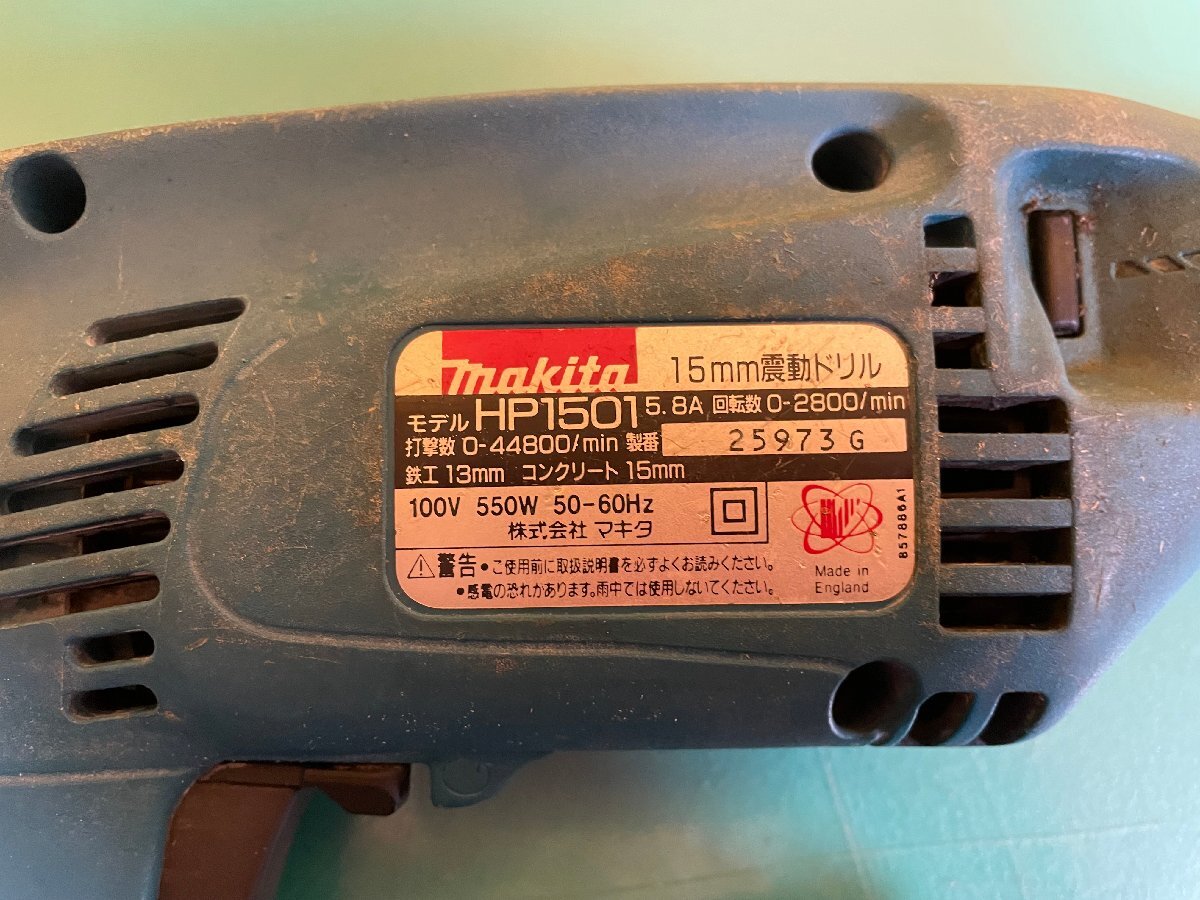 makita 15mm震動ドリル
モデル HP1501 5.8A 回転数 0-2800/min
打撃数 0-44800/min 製番 25973 G
鉄工 13mm コンクリート 15mm
100V 550W 50-60Hz
株式会社 マキタ
警告 •ご使用前に取扱説明書を必ずよくお読みください。
•感電の恐れがあります。雨中では使用しないでください。
Made in
England
857886A1